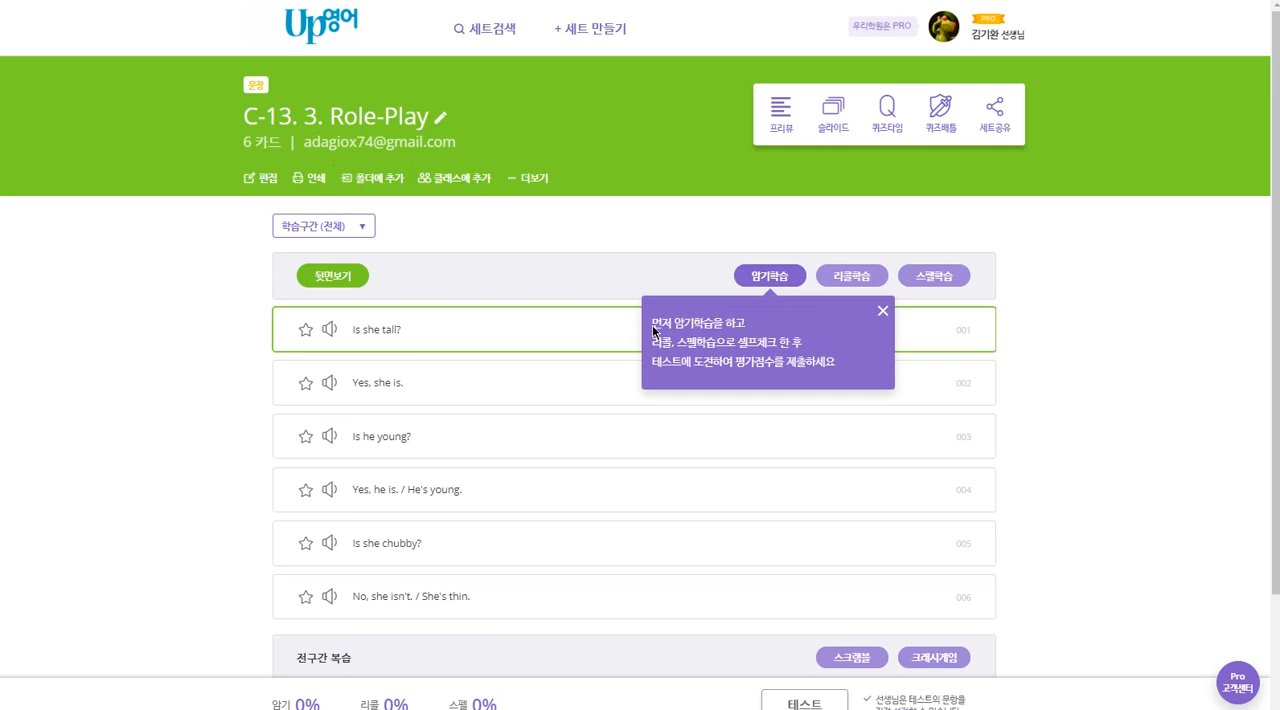 Up영어
세트검색
+ 세트 만들기
우리학원은 PRO
PRO
김기환 선생님
문장
C-13. 3. Role-Play
6 카드 | adagiox74@gmail.com
프리뷰
슬라이드
퀴즈타임
퀴즈배틀
세트공유
편집
인쇄
폴더에 추가
클래스에 추가
··· 더보기
학습구간 (전체) ▼
뒷면보기
암기학습
리콜학습
스펠학습
먼저 암기학습을 하고
리콜, 스펠학습으로 셀프체크 한 후
테스트에 도전하여 평가점수를 제출하세요
Is she tall?
001
Yes, she is.
002
Is he young?
003
Yes, he is. / He's young.
004
Is she chubby?
005
No, she isn't. / She's thin.
006
전구간 복습
스크램블
크래시게임
Pro
고객센터
암기 0%
리콜 0%
스펠 0%
테스트
선생님은 테스트의 문항을